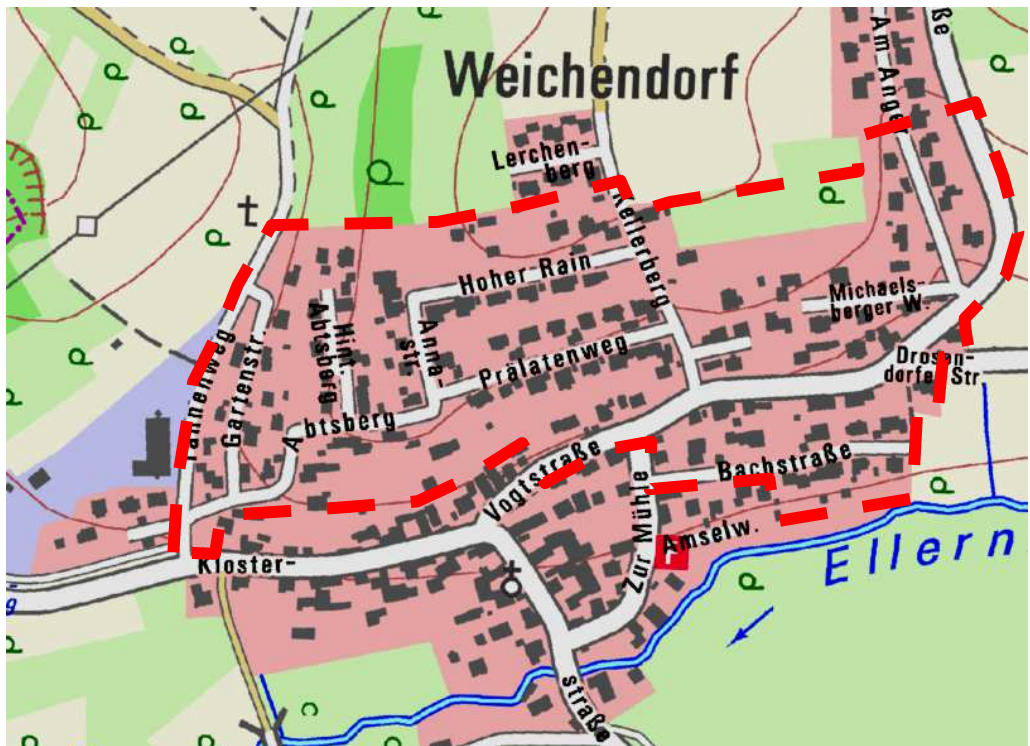 Weichendorf
Am Anger
ße
Lerchen-
berg
Kellerberg
Hoher-Rain
Michaels-
berger W.
Hint.
Abtsberg
Anna-
str.
Prälatenweg
Tannenweg
Gartenstr.
Abtsberg
Drosen-
dorfer Str
Vogtstraße
Bachstraße
Zur Mühle
Amselw.
Kloster-
straße
Ellern